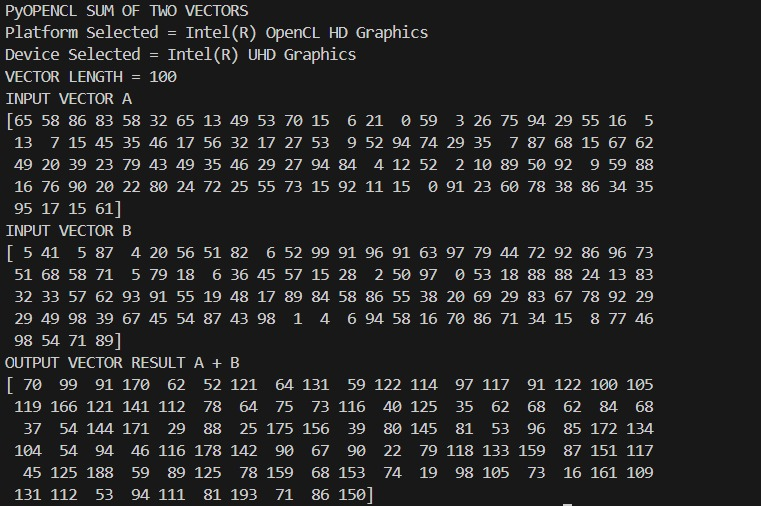 PyOPENCL SUM OF TWO VECTORS
Platform Selected = Intel(R) OpenCL HD Graphics
Device Selected = Intel(R) UHD Graphics
VECTOR LENGTH = 100
INPUT VECTOR A
[65 58 86 83 58 32 65 13 49 53 70 15  6 21  0 59  3 26 75 94 29 55 16  5
 13  7 15 45 35 46 17 56 32 17 27 53  9 52 94 74 29 35  7 87 68 15 67 62
 49 20 39 23 79 43 49 35 46 29 27 94 84  4 12 52  2 10 89 50 92  9 59 88
 16 76 90 20 22 80 24 72 25 55 73 15 92 11 15  0 91 23 60 78 38 86 34 35
 95 17 15 61]
INPUT VECTOR B
[ 5 41  5 87  4 20 56 51 82  6 52 99 91 96 91 63 97 79 44 72 92 86 96 73
 51 68 58 71  5 79 18  6 36 45 57 15 28  2 50 97  0 53 18 88 88 24 13 83
 32 33 57 62 93 91 55 19 48 17 89 84 58 86 55 38 20 69 29 83 67 78 92 29
 29 49 98 39 67 45 54 87 43 98  1  4  6 94 58 16 70 86 71 34 15  8 77 46
 98 54 71 89]
OUTPUT VECTOR RESULT A + B
[ 70  99  91 170  62  52 121  64 131  59 122 114  97 117  91 122 100 105
 119 166 121 141 112  78  64  75  73 116  40 125  35  62  68  62  84  68
  37  54 144 171  29  88  25 175 156  39  80 145  81  53  96  85 172 134
 104  54  94  46 116 178 142  90  67  90  22  79 118 133 159  87 151 117
  45 125 188  59  89 125  78 159  68 153  74  19  98 105  73  16 161 109
 131 112  53  94 111  81 193  71  86 150]